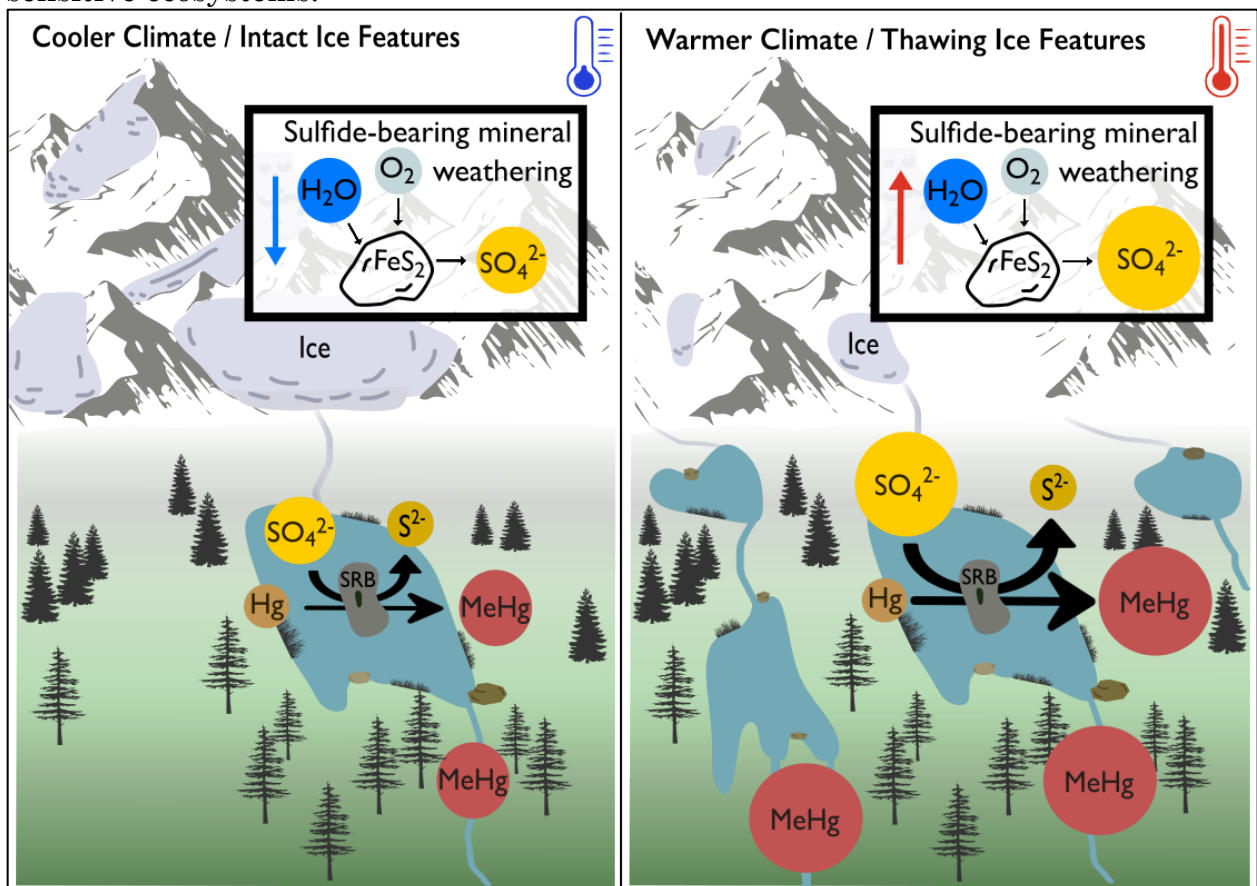 sensitive ecosystems.
Cooler Climate / Intact Ice Features
Sulfide-bearing mineral
weathering
H₂O
O₂
FeS₂
SO₄²⁻
Ice
SO₄²⁻
S²⁻
SRB
Hg
MeHg
MeHg
Warmer Climate / Thawing Ice Features
Sulfide-bearing mineral
weathering
H₂O
O₂
FeS₂
SO₄²⁻
Ice
SO₄²⁻
S²⁻
SRB
Hg
MeHg
MeHg
MeHg